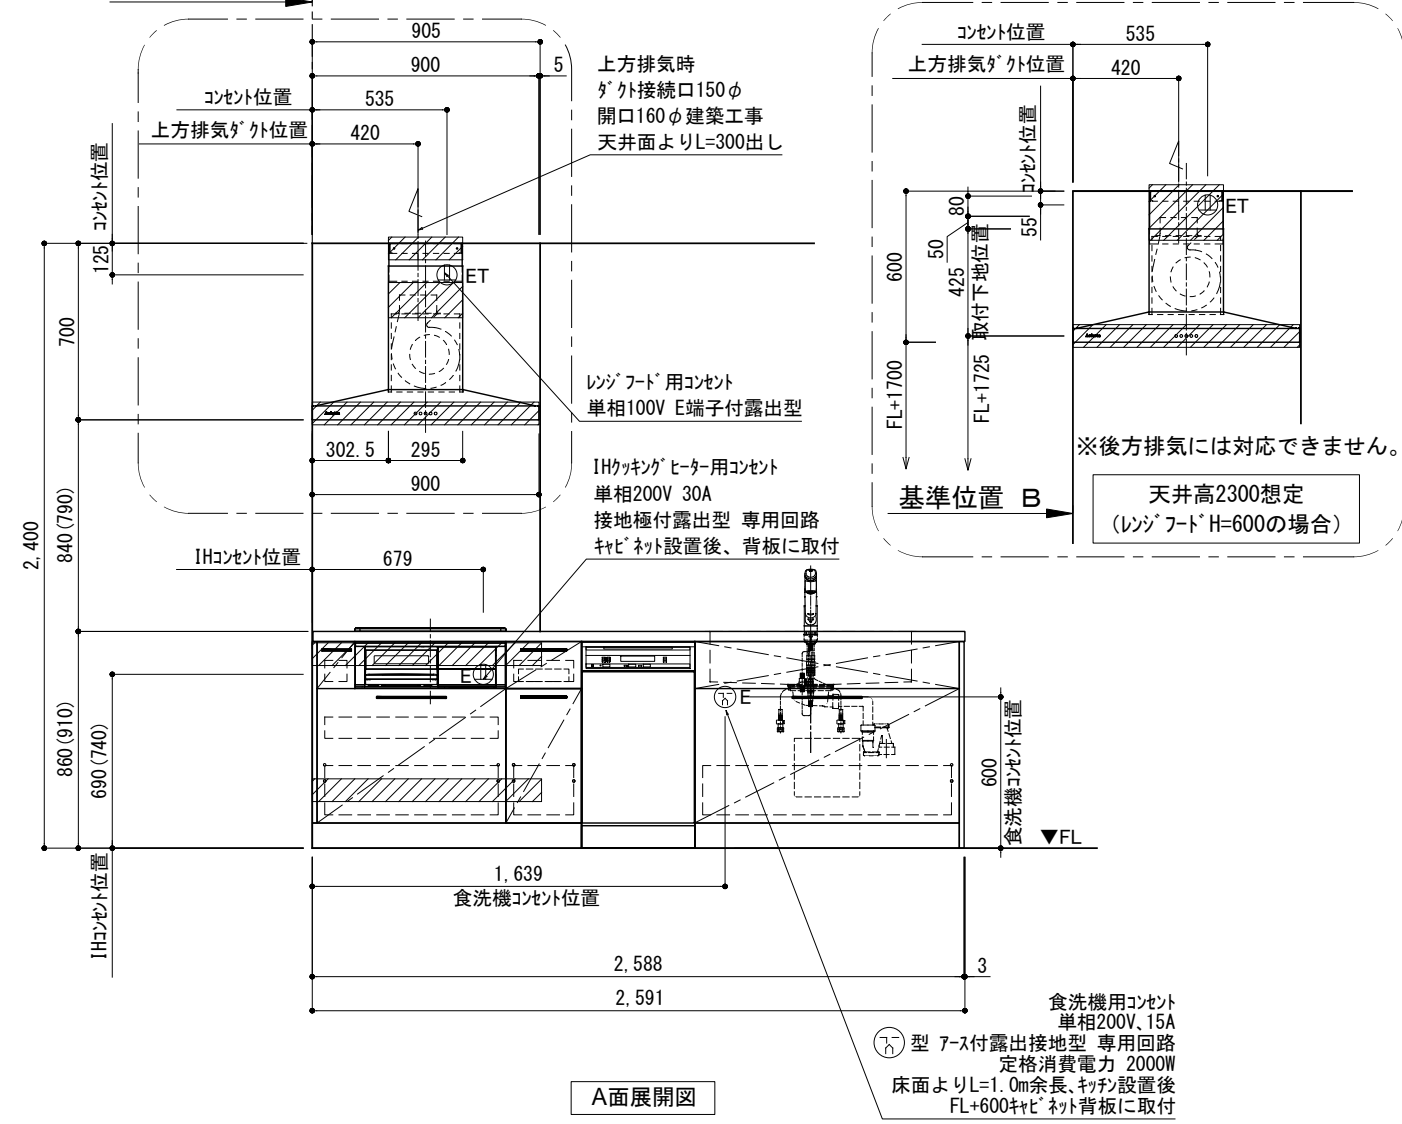 905
900
5
コンセント位置
535
上方排気ダクト位置
420
上方排気時
ダクト接続口150φ
開口160φ建築工事
天井面よりL=300出し
コンセント位置
125
ET
700
レンジフード用コンセント
単相100V E端子付露出型
302.5
295
900
2,400
840(790)
IHクッキングヒーター用コンセント
単相200V 30A
接地極付露出型 専用回路
キャビネット設置後、背板に取付
IHコンセント位置
679
E
E
860(910)
690(740)
IHコンセント位置
600
食洗機コンセント位置
▼FL
1,639
食洗機コンセント位置
2,588
3
2,591
食洗機用コンセント
単相200V、15A
型 アース付露出接地型 専用回路
定格消費電力 2000W
床面よりL=1.0m余長、キッチン設置後
FL+600キャビネット背板に取付
A面展開図
コンセント位置
535
上方排気ダクト位置
420
コンセント位置
55
80
50
425
取付下地位置
600
ET
FL+1700
FL+1725
※後方排気には対応できません。
基準位置 B
天井高2300想定
(レンジフードH=600の場合)